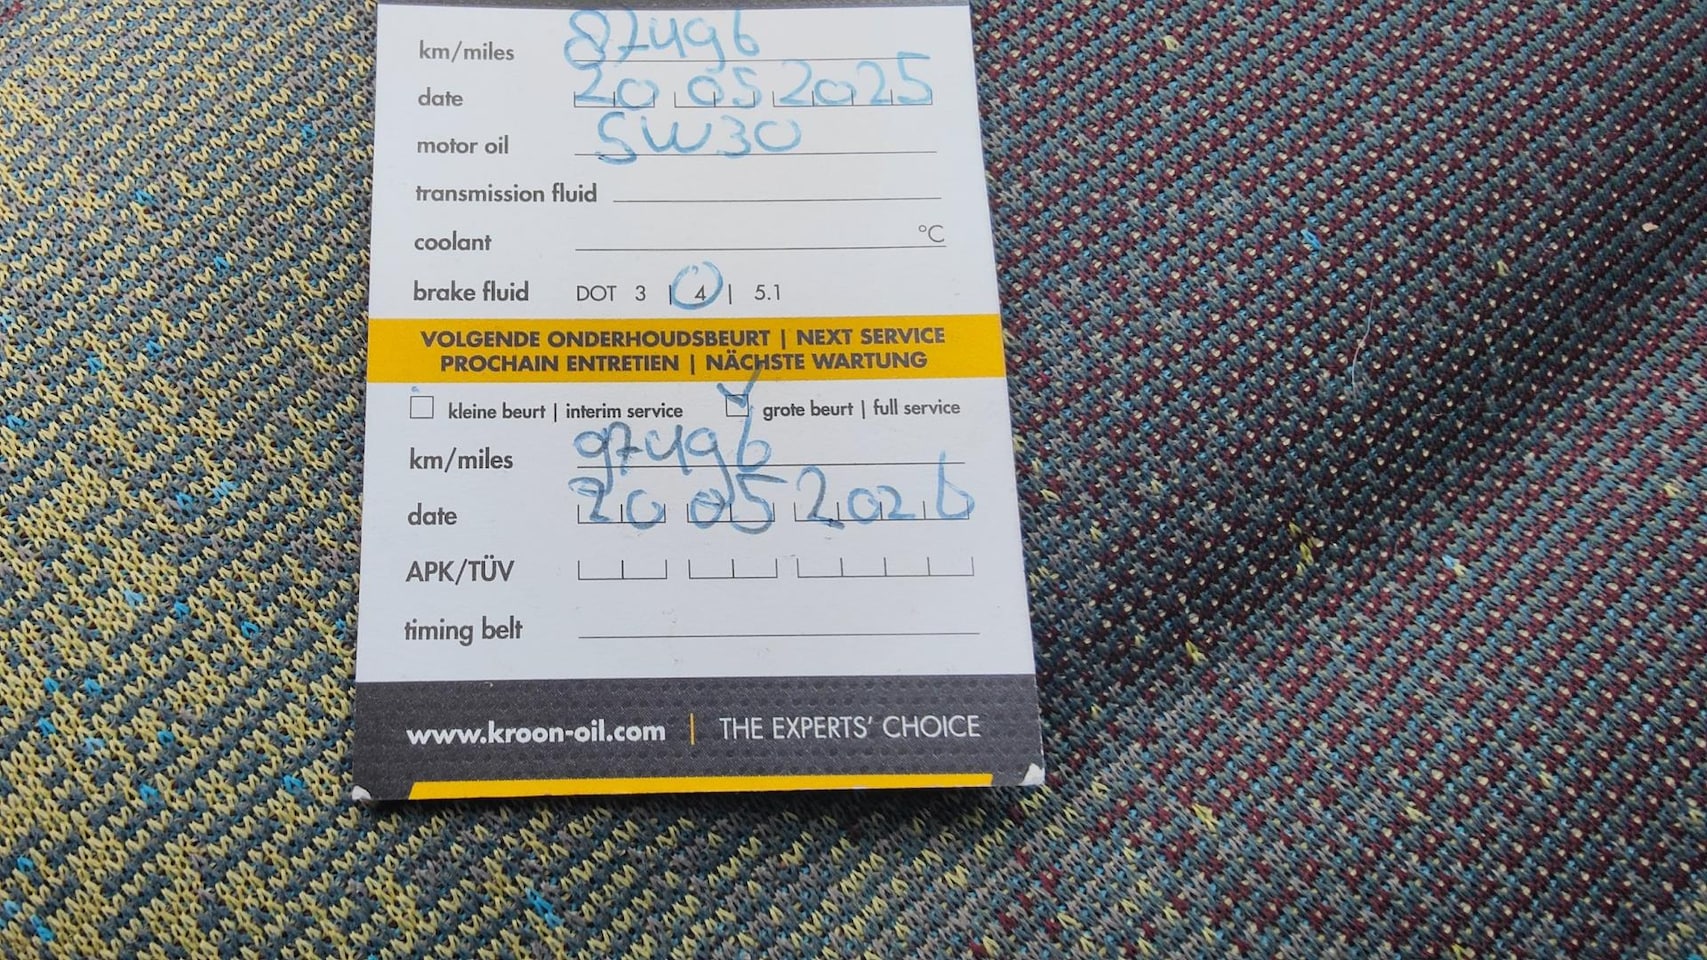 km/miles 87496
date 20 05 2025
motor oil 5W30
transmission fluid
coolant °C
brake fluid DOT 3 | 4 | 5.1
VOLGENDE ONDERHOUDSBEURT | NEXT SERVICE
PROCHAIN ENTRETIEN | NÄCHSTE WARTUNG
kleine beurt | interim service grote beurt | full service
km/miles 97496
date 20 05 2026
APK/TÜV
timing belt
www.kroon-oil.com | THE EXPERTS' CHOICE